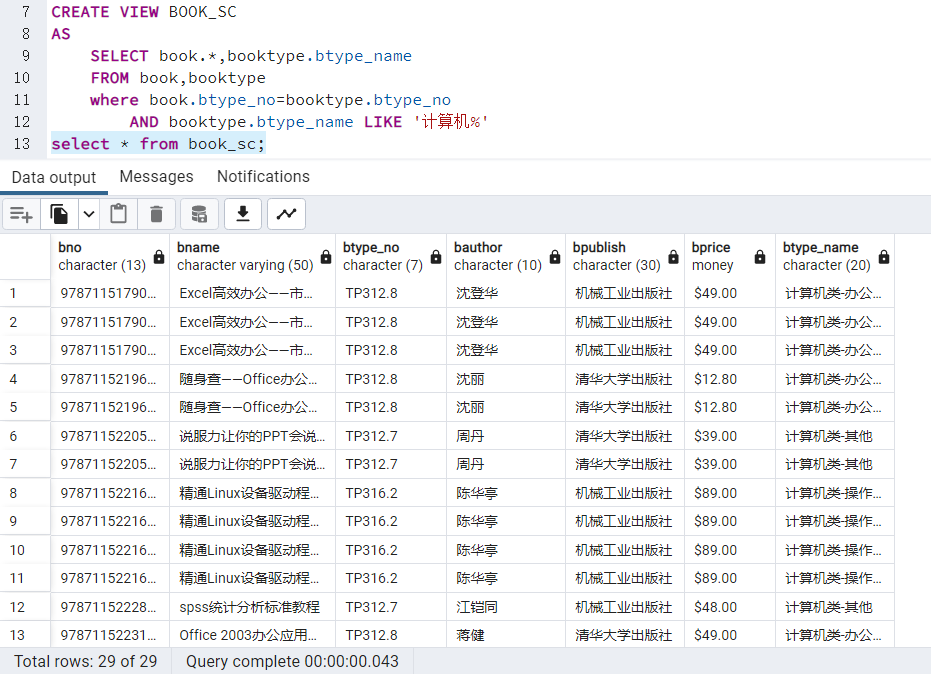 7 CREATE VIEW BOOK_SC
8 AS
9 SELECT book.*,booktype.btype_name
10 FROM book,booktype
11 where book.btype_no=booktype.btype_no
12 AND booktype.btype_name LIKE '计算机%'
13 select * from book_sc;
Data output Messages Notifications
bno bname btype_no bauthor bpublish bprice btype_name
character (13) character varying (50) character (7) character (10) character (30) money character (20)
1 97871151790... Excel高效办公——市... TP312.8 沈登华 机械工业出版社 $49.00 计算机类-办公...
2 97871151790... Excel高效办公——市... TP312.8 沈登华 机械工业出版社 $49.00 计算机类-办公...
3 97871151790... Excel高效办公——市... TP312.8 沈登华 机械工业出版社 $49.00 计算机类-办公...
4 97871152196... 随身查——Office办公... TP312.8 沈丽 清华大学出版社 $12.80 计算机类-办公...
5 97871152196... 随身查——Office办公... TP312.8 沈丽 清华大学出版社 $12.80 计算机类-办公...
6 97871152205... 说服力让你的PPT会说... TP312.7 周丹 清华大学出版社 $39.00 计算机类-其他
7 97871152205... 说服力让你的PPT会说... TP312.7 周丹 清华大学出版社 $39.00 计算机类-其他
8 97871152216... 精通Linux设备驱动程... TP316.2 陈华亭 机械工业出版社 $89.00 计算机类-操作...
9 97871152216... 精通Linux设备驱动程... TP316.2 陈华亭 机械工业出版社 $89.00 计算机类-操作...
10 97871152216... 精通Linux设备驱动程... TP316.2 陈华亭 机械工业出版社 $89.00 计算机类-操作...
11 97871152216... 精通Linux设备驱动程... TP316.2 陈华亭 机械工业出版社 $89.00 计算机类-操作...
12 97871152228... spss统计分析标准教程 TP312.7 江铠同 机械工业出版社 $48.00 计算机类-其他
13 97871152231... Office 2003办公应用... TP312.8 蒋健 清华大学出版社 $49.00 计算机类-办公...
Total rows: 29 of 29 Query complete 00:00:00.043